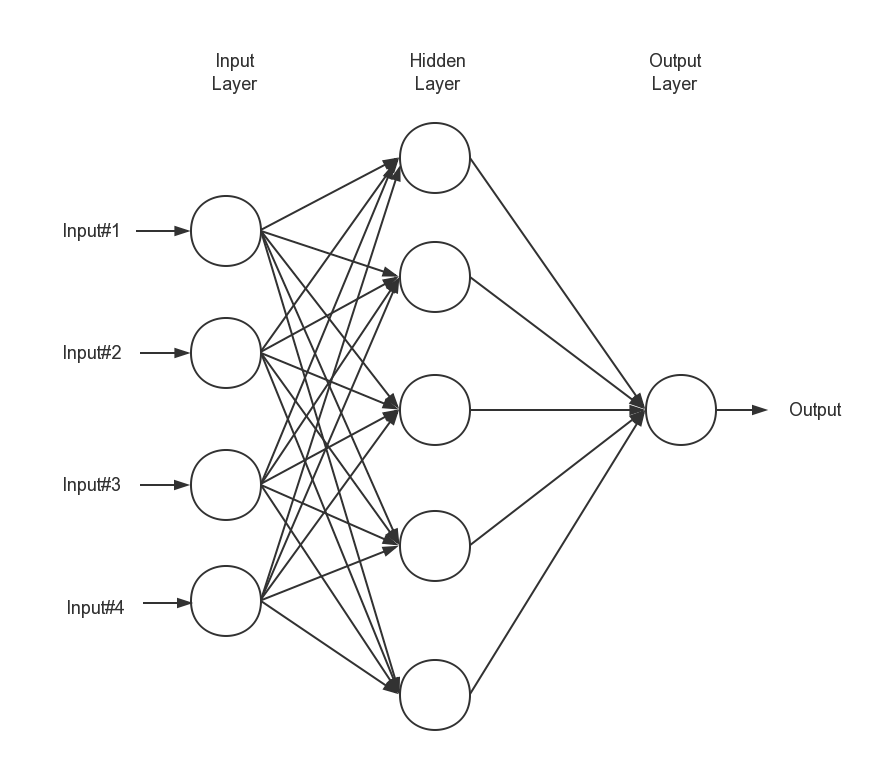 Input
Layer
Hidden
Layer
Output
Layer
Input#1
Input#2
Input#3
Input#4
Output